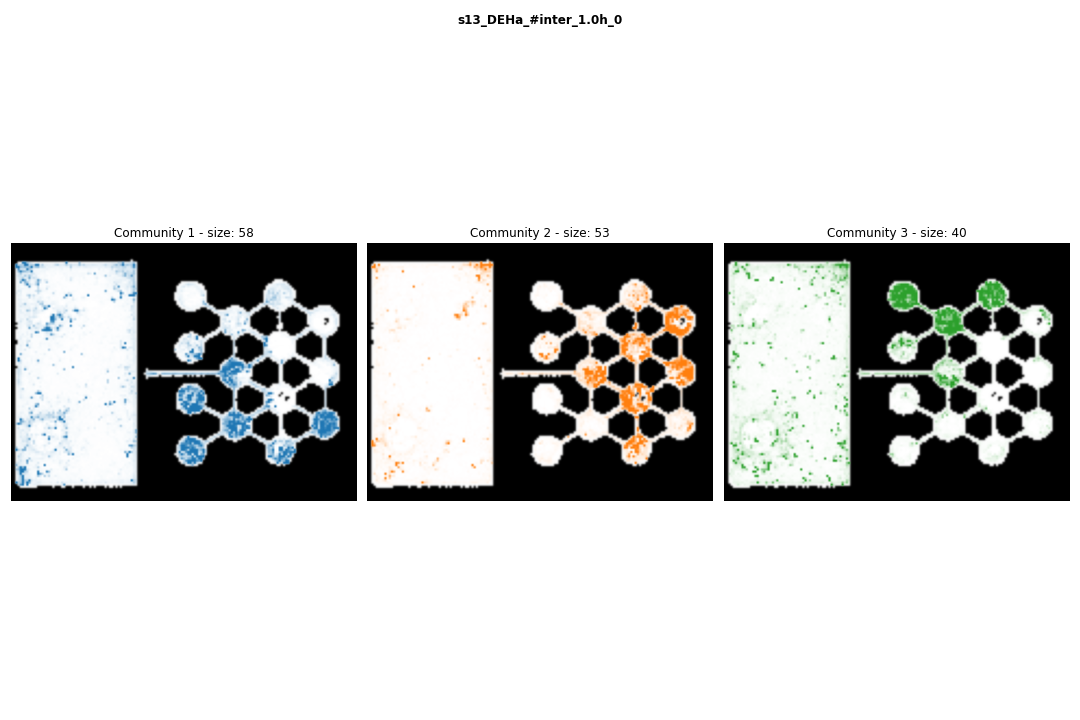 s13_DEHa_#inter_1.0h_0
Community 1 - size: 58
Community 2 - size: 53
Community 3 - size: 40